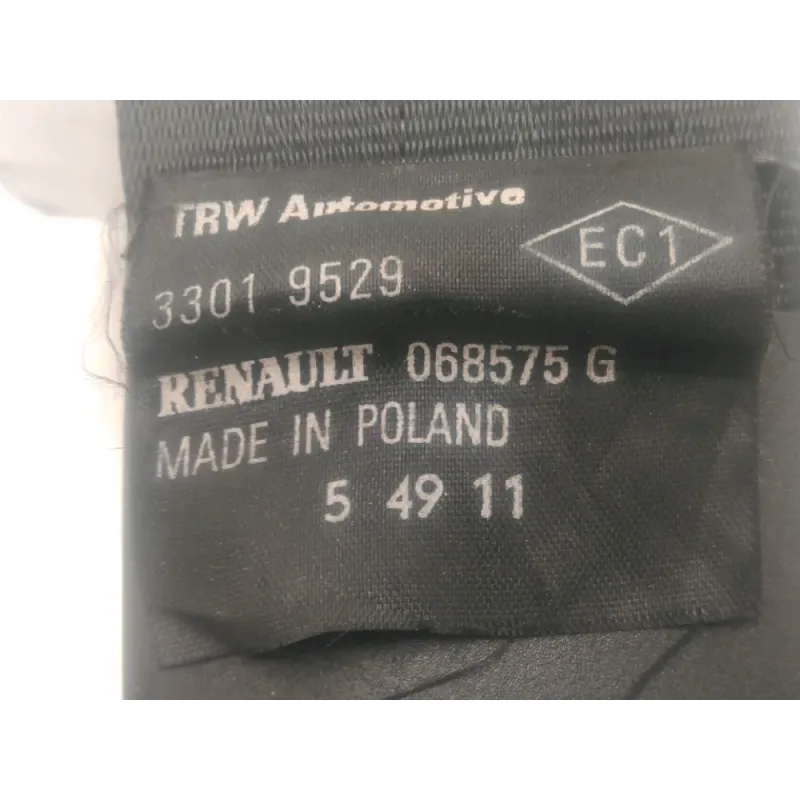 TRW Automotive
EC1
3301 9529
RENAULT 068575 G
MADE IN POLAND
5 49 11